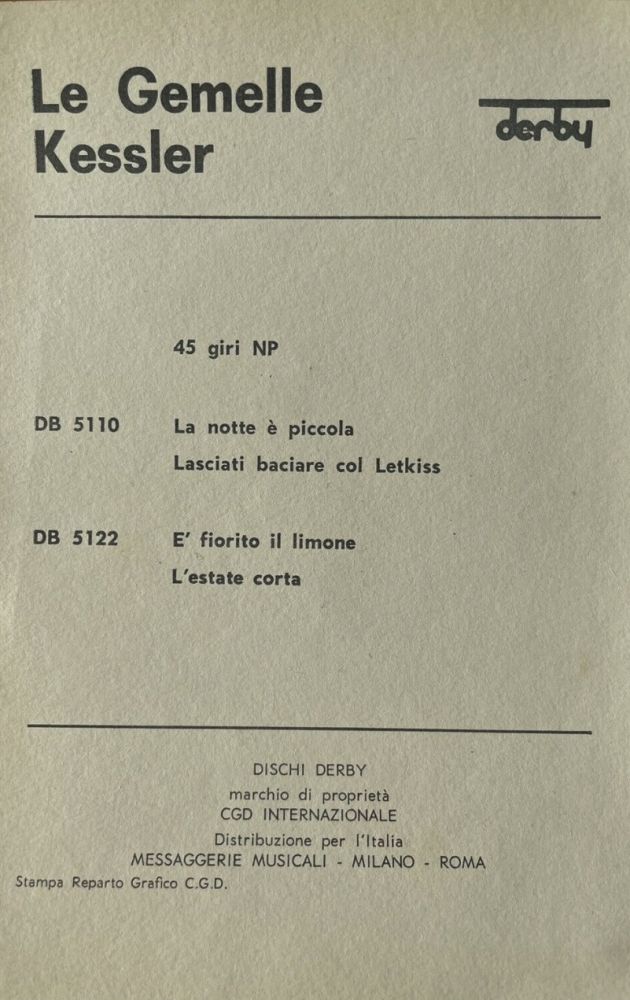 Le Gemelle
Kessler
derby
45 giri NP
DB 5110 La notte è piccola
Lasciati baciare col Letkiss
DB 5122 E' fiorito il limone
L'estate corta
DISCHI DERBY
marchio di proprietà
CGD INTERNAZIONALE
Distribuzione per l'Italia
MESSAGGERIE MUSICALI - MILANO - ROMA
Stampa Reparto Grafico C.G.D.